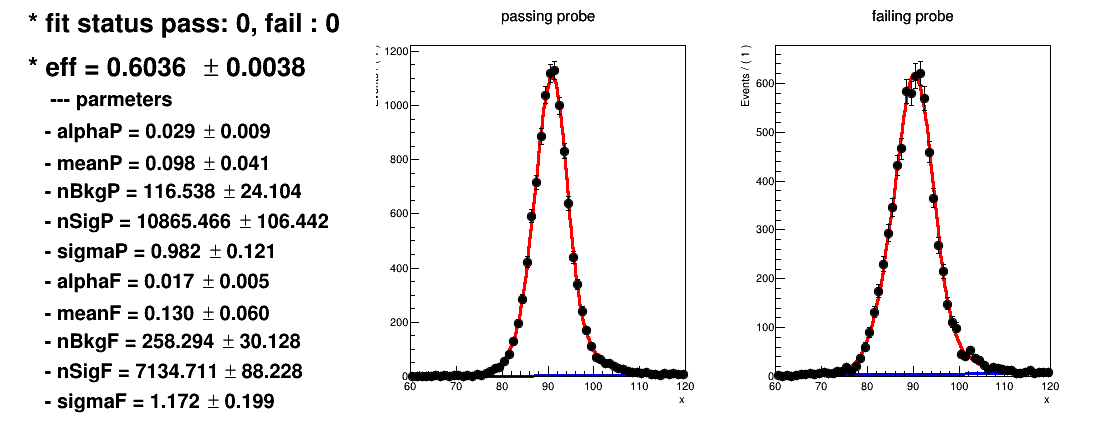 * fit status pass: 0, fail : 0
* eff = 0.6036 ± 0.0038
--- parmeters
- alphaP = 0.029 ± 0.009
- meanP = 0.098 ± 0.041
- nBkgP = 116.538 ± 24.104
- nSigP = 10865.466 ± 106.442
- sigmaP = 0.982 ± 0.121
- alphaF = 0.017 ± 0.005
- meanF = 0.130 ± 0.060
- nBkgF = 258.294 ± 30.128
- nSigF = 7134.711 ± 88.228
- sigmaF = 1.172 ± 0.199
passing probe
1200
1000
800
600
400
200
0
60 70 80 90 100 110 120
x
failing probe
Events / ( 1 )
600
500
400
300
200
100
0
60 70 80 90 100 110 120
x